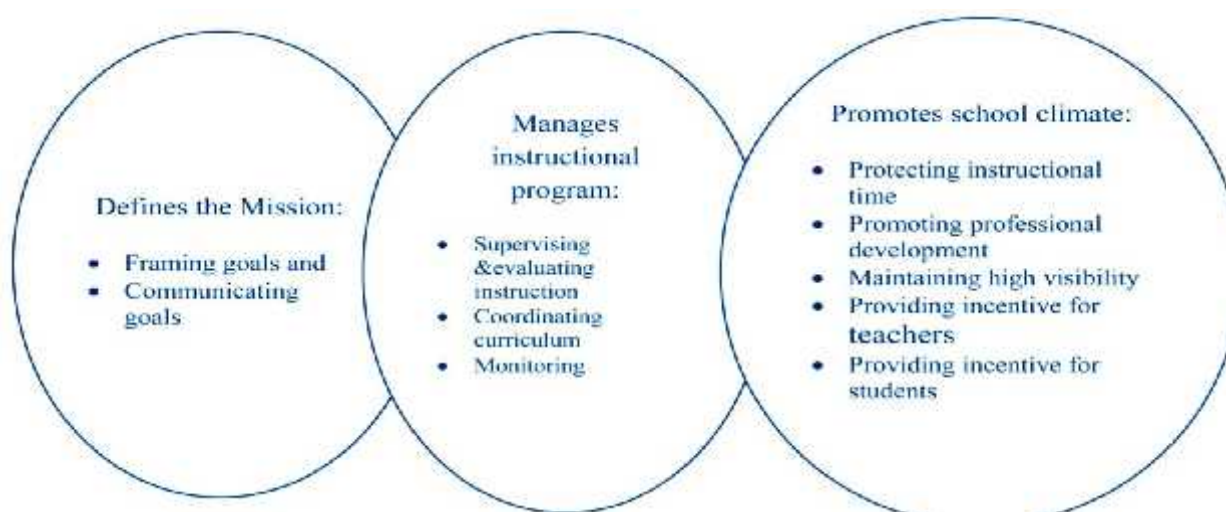 Defines the Mission:
• Framing goals and
• Communicating
goals
Manages
instructional
program:
• Supervising
&evaluating
instruction
• Coordinating
curriculum
• Monitoring
Promotes school climate:
• Protecting instructional
time
• Promoting professional
development
• Maintaining high visibility
• Providing incentive for
teachers
• Providing incentive for
students